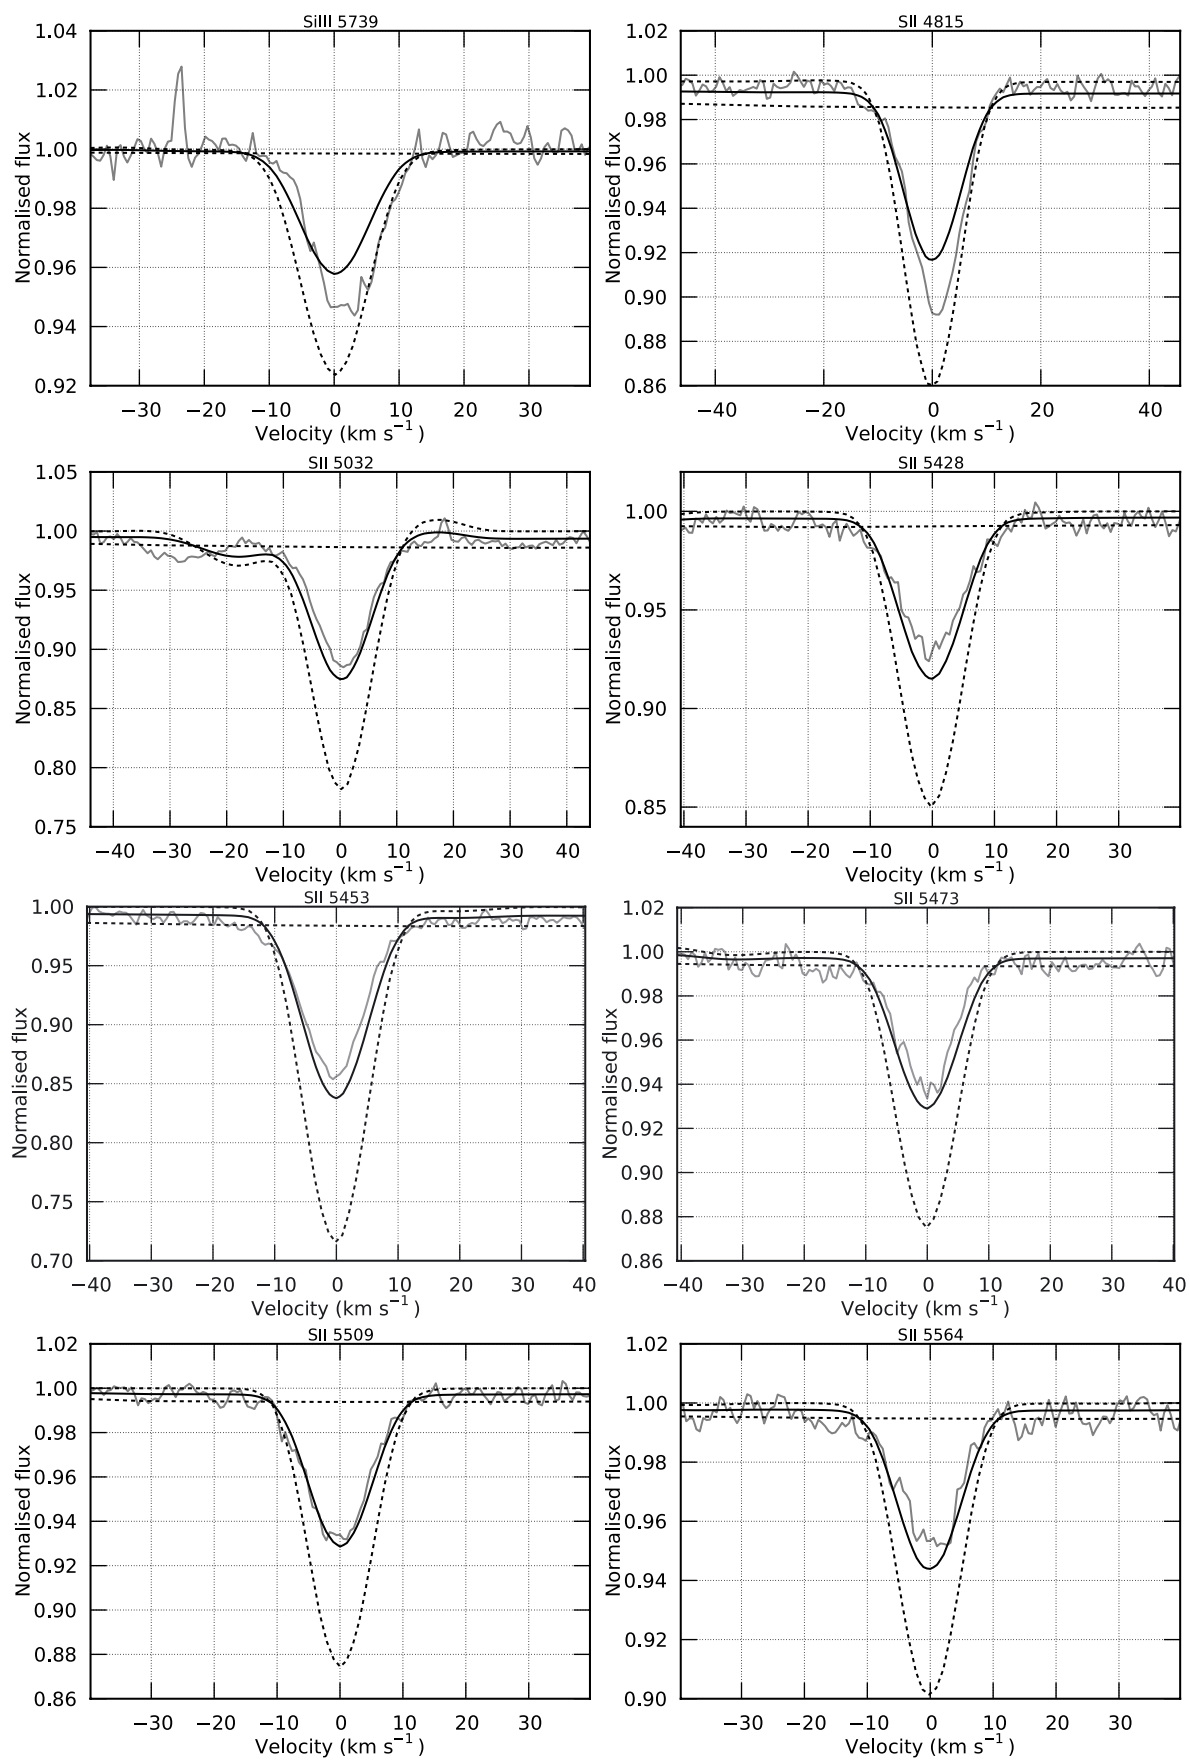 SiIII 5739
1.04
1.02
1.00
0.98
0.96
0.94
0.92
Normalised flux
−30 −20 −10 0 10 20 30
Velocity (km s⁻¹)
SII 4815
1.02
1.00
0.98
0.96
0.94
0.92
0.90
0.88
0.86
Normalised flux
−40 −20 0 20 40
Velocity (km s⁻¹)
SII 5032
1.05
1.00
0.95
0.90
0.85
0.80
0.75
Normalised flux
−40 −30 −20 −10 0 10 20 30 40
Velocity (km s⁻¹)
SII 5428
1.00
0.95
0.90
0.85
Normalised flux
−40 −30 −20 −10 0 10 20 30
Velocity (km s⁻¹)
SII 5453
1.00
0.95
0.90
0.85
0.80
0.75
0.70
Normalised flux
−40 −30 −20 −10 0 10 20 30 40
Velocity (km s⁻¹)
SII 5473
1.02
1.00
0.98
0.96
0.94
0.92
0.90
0.88
0.86
Normalised flux
−40 −30 −20 −10 0 10 20 30 40
Velocity (km s⁻¹)
SII 5509
1.02
1.00
0.98
0.96
0.94
0.92
0.90
0.88
0.86
Normalised flux
−30 −20 −10 0 10 20 30
Velocity (km s⁻¹)
SII 5564
1.02
1.00
0.98
0.96
0.94
0.92
0.90
Normalised flux
−30 −20 −10 0 10 20 30
Velocity (km s⁻¹)